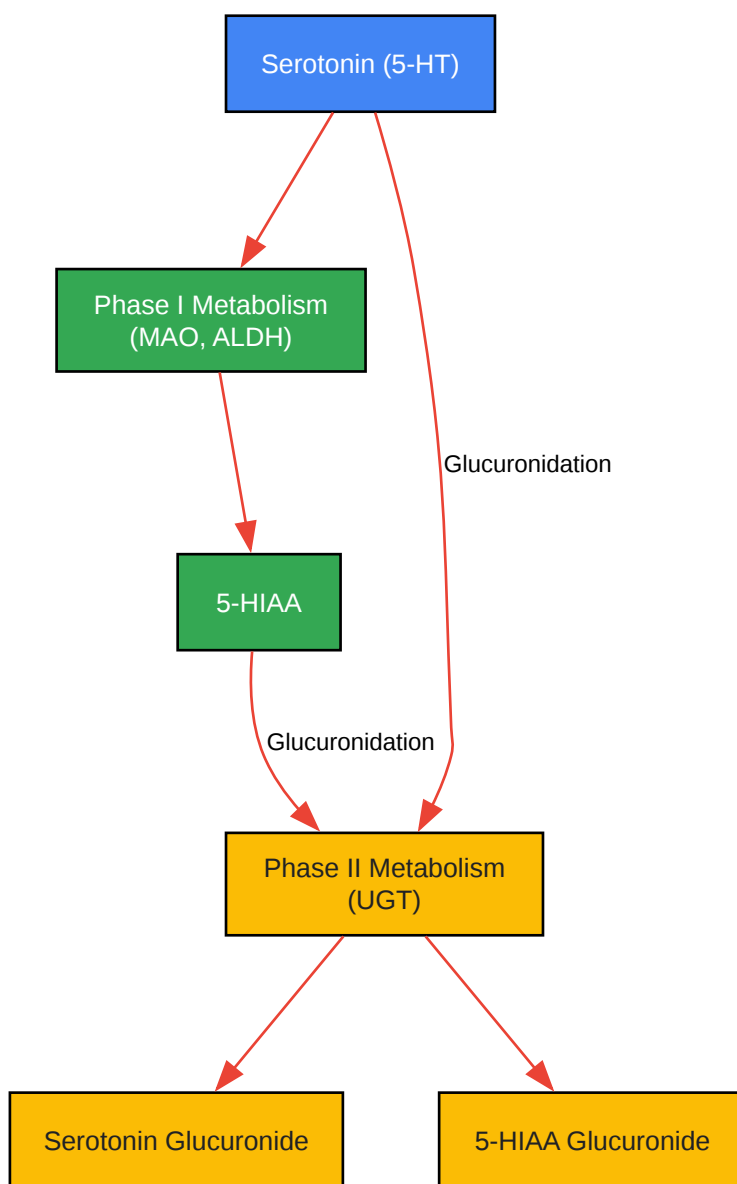 Serotonin (5-HT)
Phase I Metabolism
(MAO, ALDH)
Glucuronidation
5-HIAA
Glucuronidation
Phase II Metabolism
(UGT)
Serotonin Glucuronide
5-HIAA Glucuronide